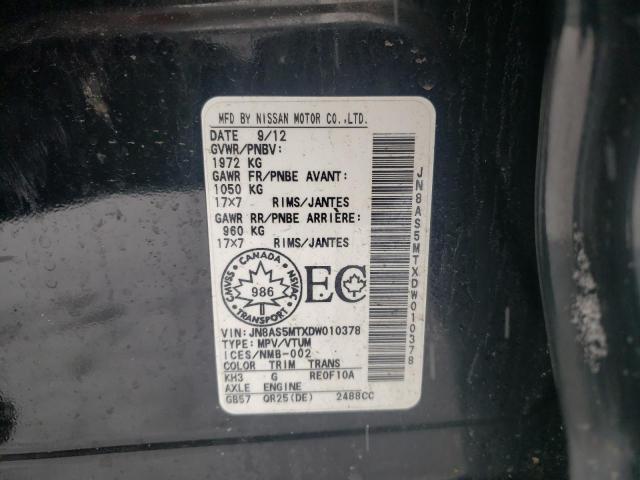 MFD BY NISSAN MOTOR CO.,LTD.
DATE 9/12
GVWR/PNBV:
1972 KG
GAWR FR/PNBE AVANT:
1050 KG
17x7 RIMS/JANTES
GAWR RR/PNBE ARRIÈRE:
960 KG
17x7 RIMS/JANTES
CANADA
CMVSS 986 NSVAC
TRANSPORT
EC
VIN: JN8AS5MTXDW010378
TYPE: MPV/VTUM
ICES/NMB-002
COLOR TRIM TRANS
KH3 G RE0F10A
AXLE ENGINE
GB57 QR25(DE) 2488CC
JN8AS5MTXDW010378